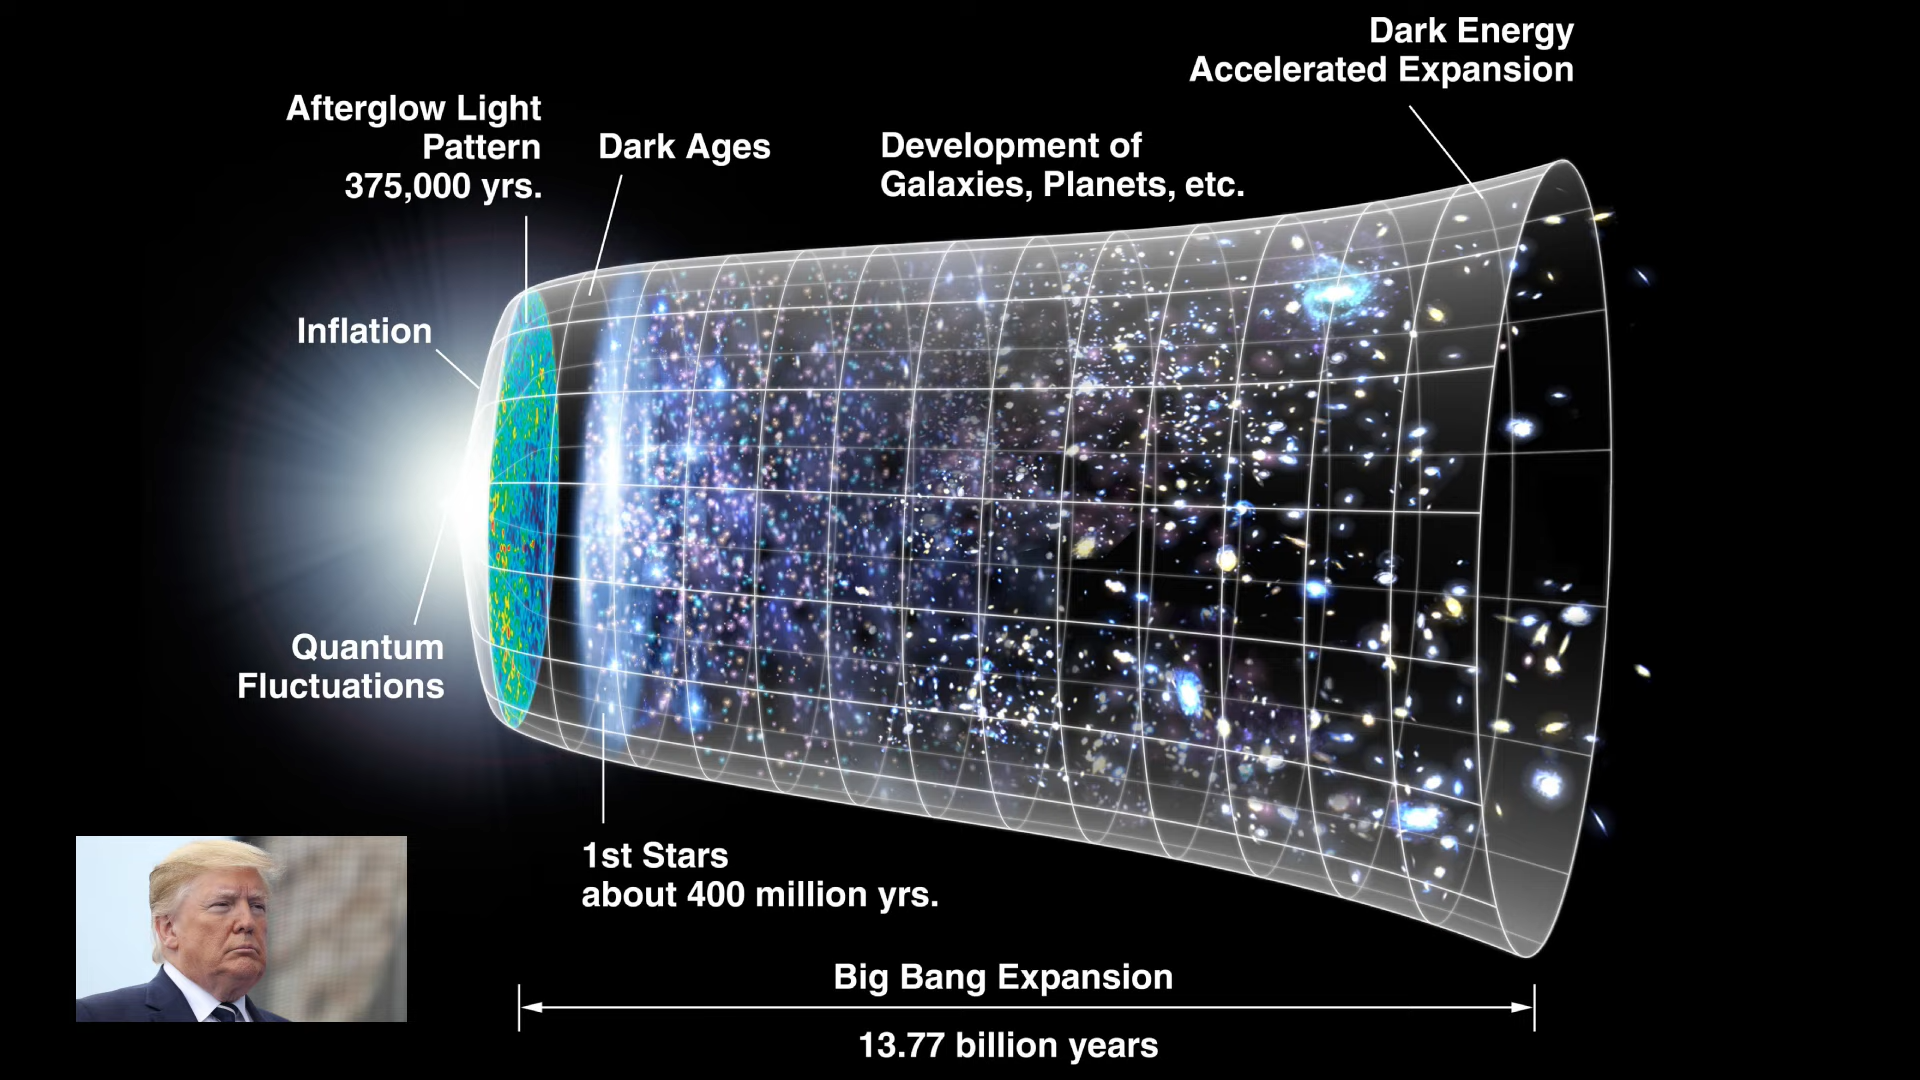 Dark Energy
Accelerated Expansion
Afterglow Light
Pattern
375,000 yrs.
Dark Ages
Development of
Galaxies, Planets, etc.
Inflation
Quantum
Fluctuations
1st Stars
about 400 million yrs.
Big Bang Expansion
13.77 billion years